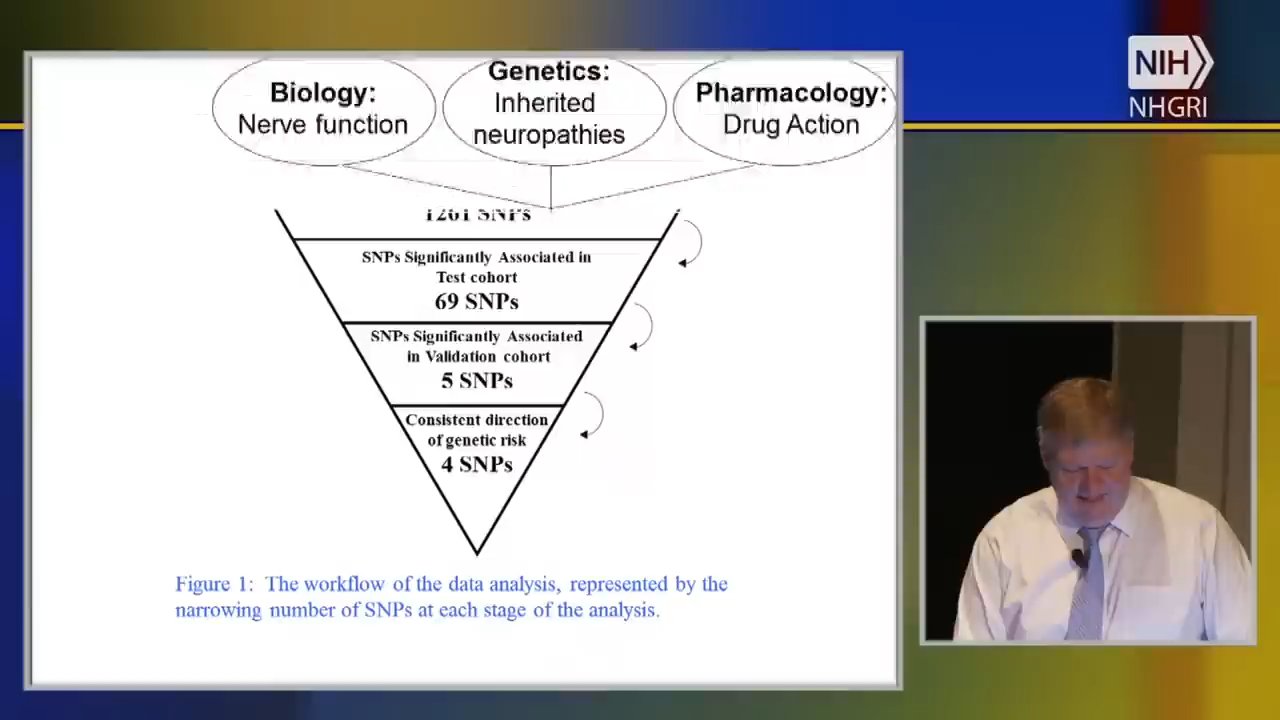 NIH
NHGRI
Biology:
Nerve function
Genetics:
Inherited
neuropathies
Pharmacology:
Drug Action
1261 SNPs
SNPs Significantly Associated in
Test cohort
69 SNPs
SNPs Significantly Associated
in Validation cohort
5 SNPs
Consistent direction
of genetic risk
4 SNPs
Figure 1: The workflow of the data analysis, represented by the
narrowing number of SNPs at each stage of the analysis.